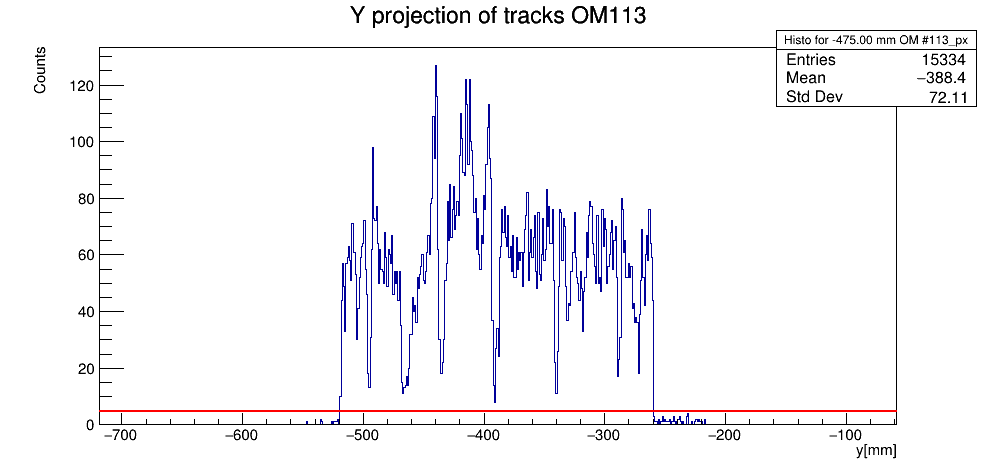 Y projection of tracks OM113
Histo for -475.00 mm OM #113_px
Entries 15334
Mean −388.4
Std Dev 72.11
Counts
120
100
80
60
40
20
0
−700 −600 −500 −400 −300 −200 −100
y[mm]